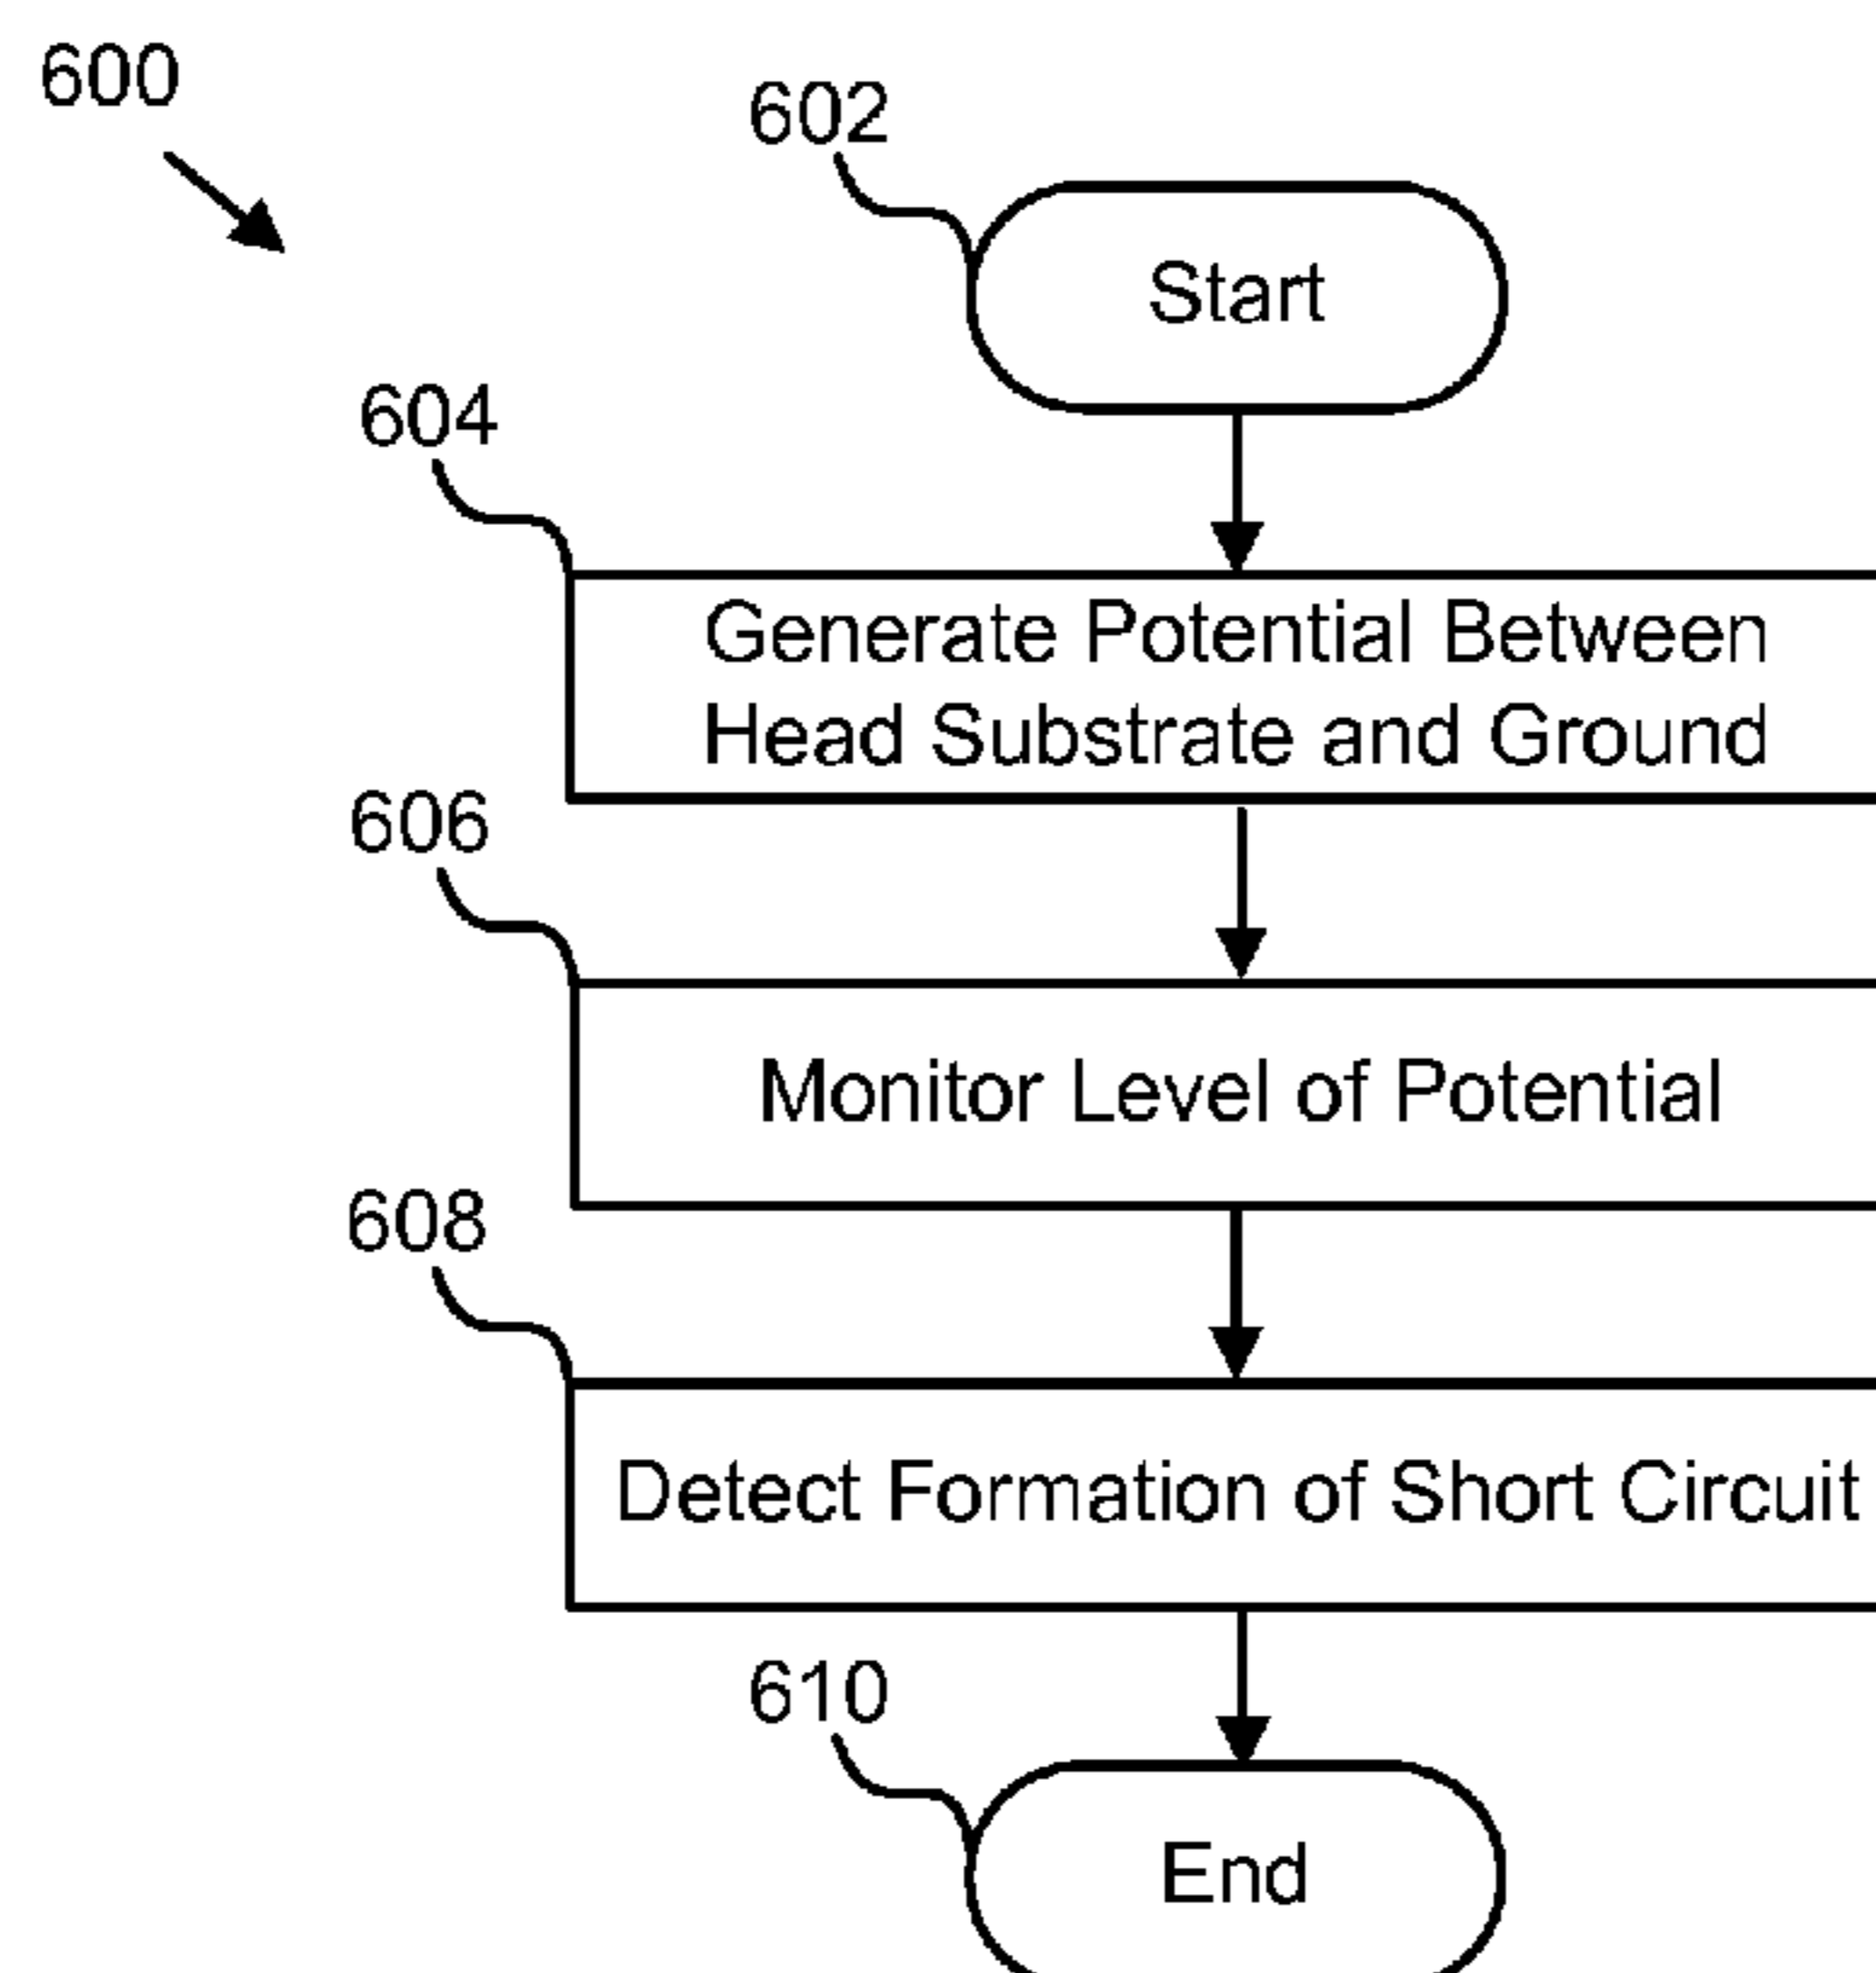 600
602
Start
604
Generate Potential Between
Head Substrate and Ground
606
Monitor Level of Potential
608
Detect Formation of Short Circuit
610
End